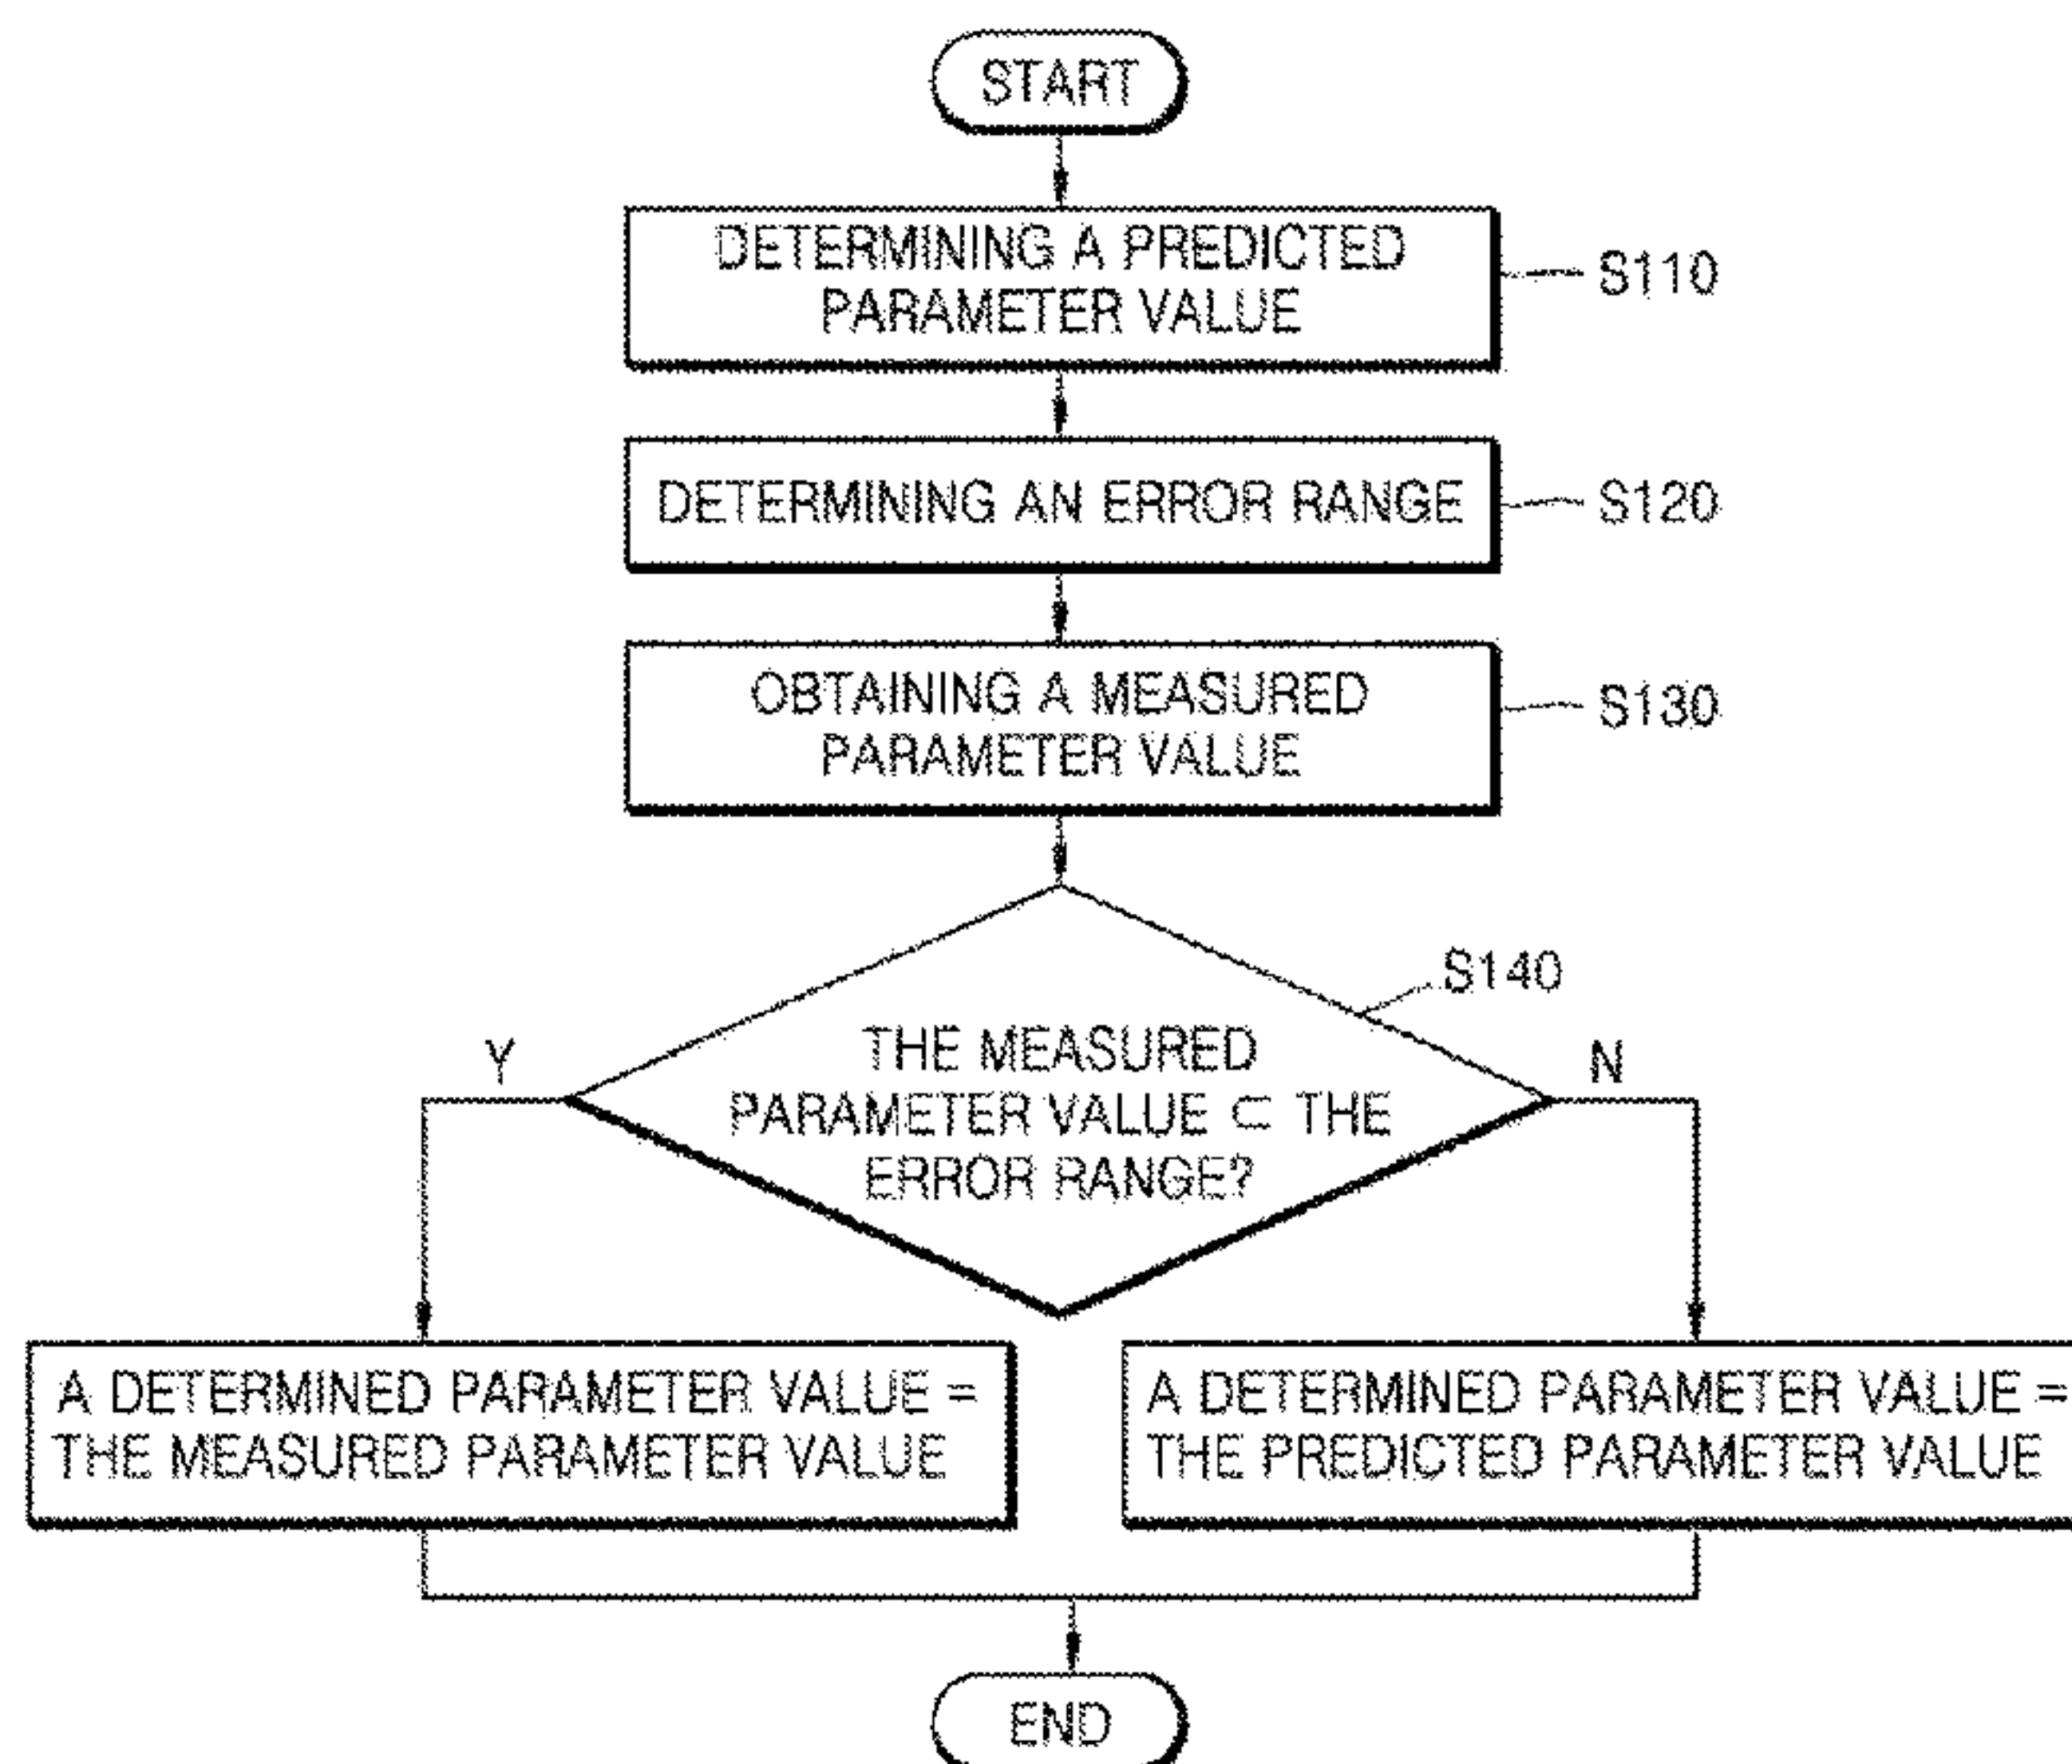 START
DETERMINING A PREDICTED
PARAMETER VALUE
S110
DETERMINING AN ERROR RANGE
S120
OBTAINING A MEASURED
PARAMETER VALUE
S130
S140
THE MEASURED
PARAMETER VALUE ⊂ THE
ERROR RANGE?
Y
N
A DETERMINED PARAMETER VALUE =
THE MEASURED PARAMETER VALUE
A DETERMINED PARAMETER VALUE =
THE PREDICTED PARAMETER VALUE
END